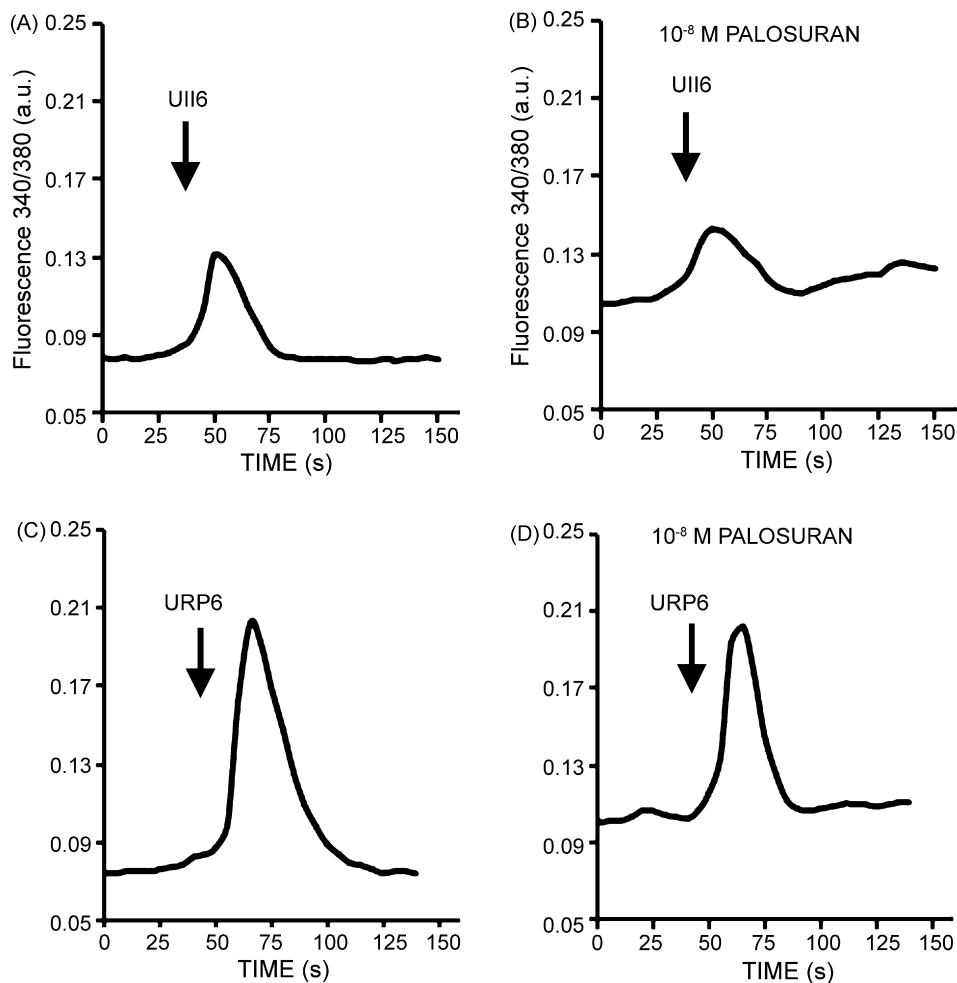 (A)
Fluorescence 340/380 (a.u.)
0.25
0.21
0.17
0.13
0.09
0.05
UII6
0 25 50 75 100 125 150
TIME (s)
(B)
10⁻⁸ M PALOSURAN
Fluorescence 340/380 (a.u.)
0.25
0.21
0.17
0.13
0.09
0.05
UII6
0 25 50 75 100 125 150
TIME (s)
(C)
0.25
0.21
0.17
0.13
0.09
0.05
URP6
0 25 50 75 100 125 150
TIME (s)
(D)
10⁻⁸ M PALOSURAN
0.25
0.21
0.17
0.13
0.09
0.05
URP6
0 25 50 75 100 125 150
TIME (s)